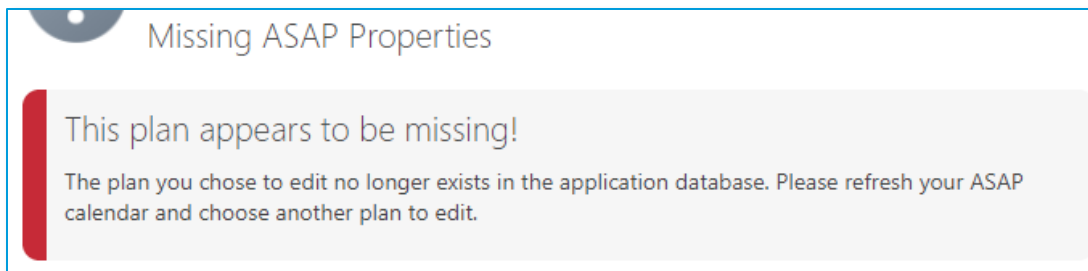 Missing ASAP Properties
This plan appears to be missing!
The plan you chose to edit no longer exists in the application database. Please refresh your ASAP
calendar and choose another plan to edit.